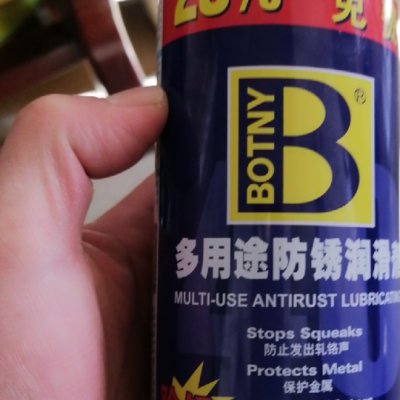 BOTNY
B®
多用途防锈润滑
MULTI-USE ANTIRUST
Stops Squeaks
防止发出轧铬声
Protects Metal
保护金属